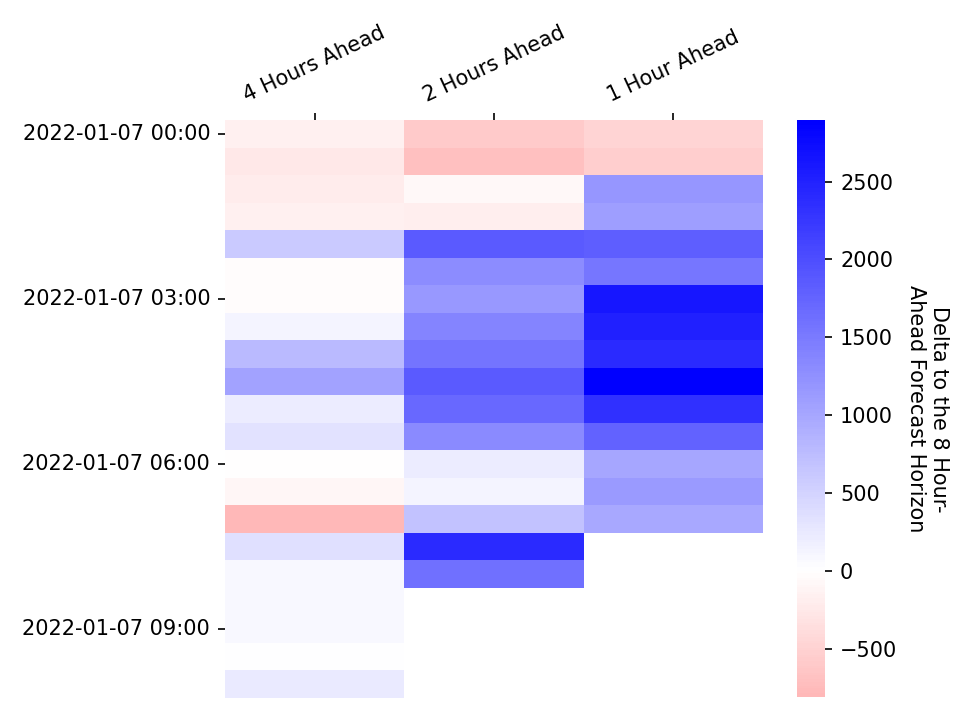 4 Hours Ahead
2 Hours Ahead
1 Hour Ahead
2022-01-07 00:00
2022-01-07 03:00
2022-01-07 06:00
2022-01-07 09:00
2500
2000
1500
1000
500
0
−500
Delta to the 8 Hour-
Ahead Forecast Horizon